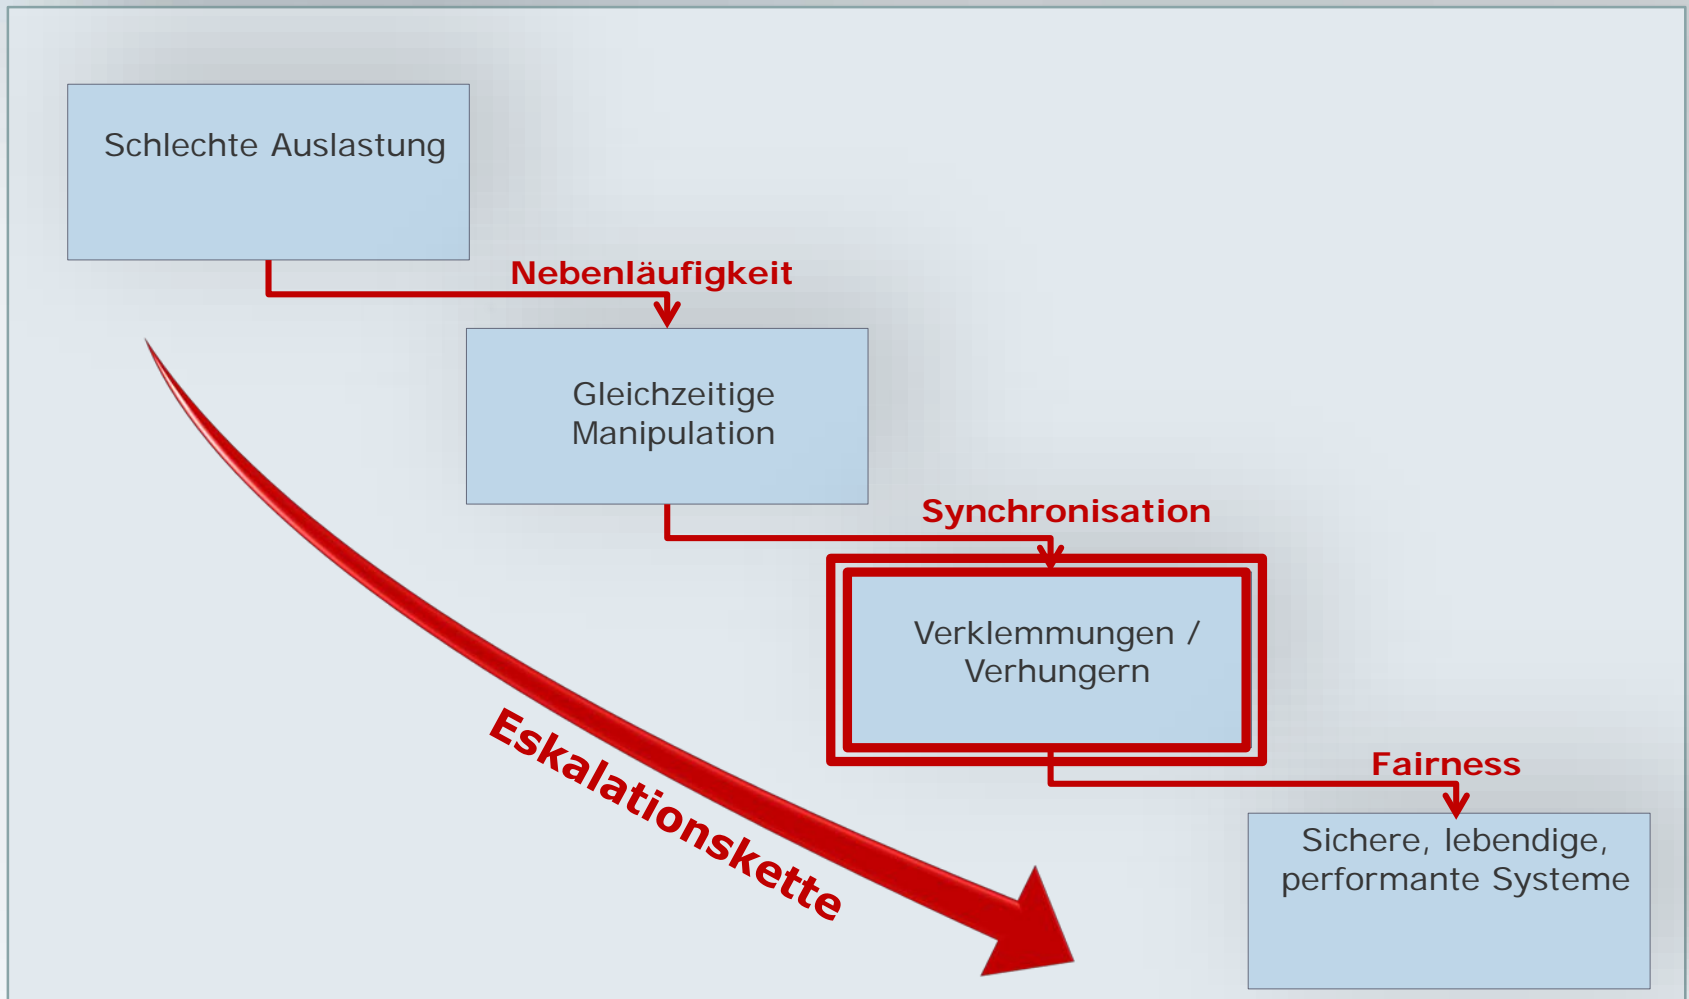 Schlechte Auslastung
Nebenläufigkeit
Gleichzeitige
Manipulation
Synchronisation
Verklemmungen /
Verhungern
Eskalationskette
Fairness
Sichere, lebendige,
performante Systeme